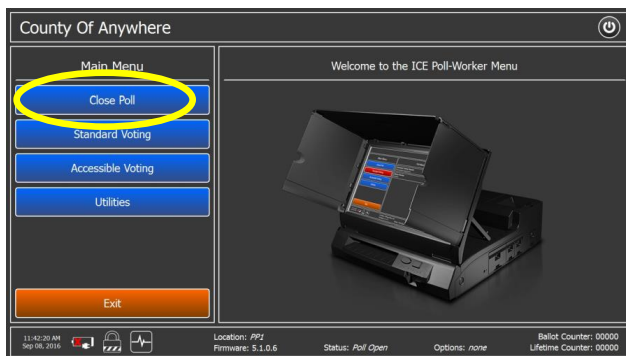 County Of Anywhere
Main Menu
Close Poll
Standard Voting
Accessible Voting
Utilities
Exit
Welcome to the ICE Poll-Worker Menu
11:42:20 AM
Sep 08, 2016
Location: PP1
Firmware: 5.1.0.6
Status: Poll Open
Options: none
Ballot Counter: 00000
Lifetime Counter: 00000